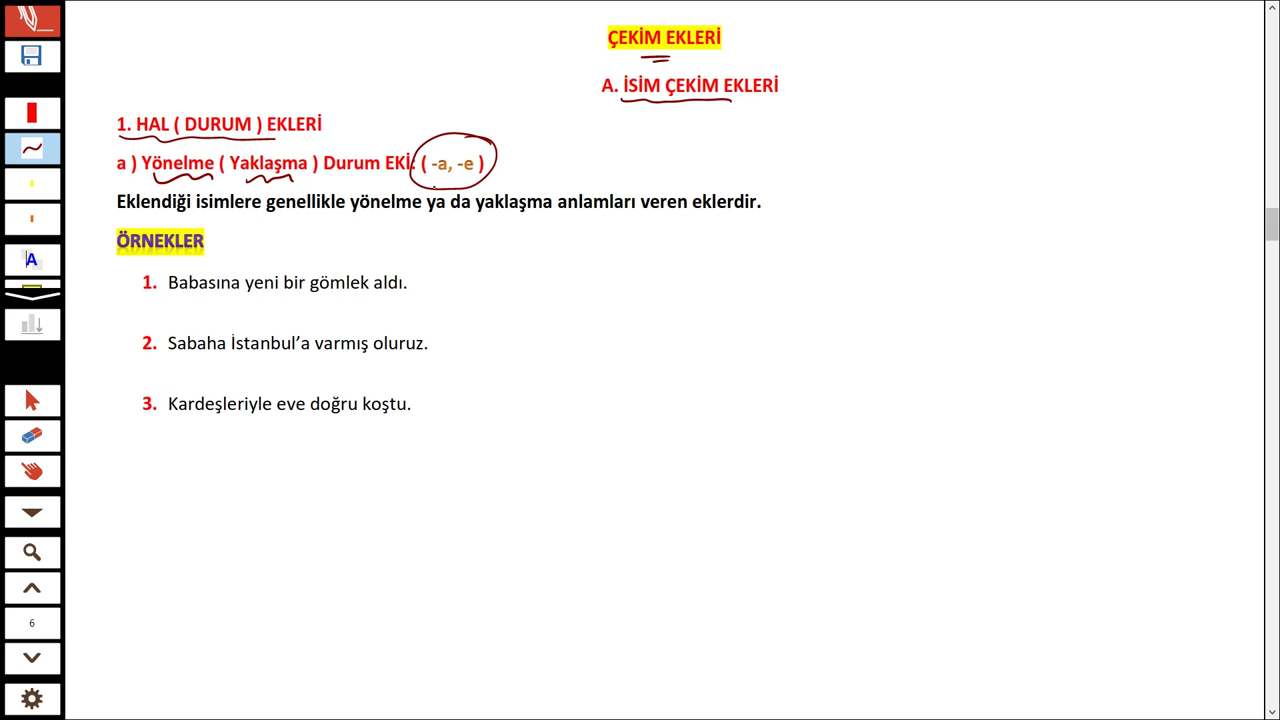 ÇEKİM EKLERİ
A. İSİM ÇEKİM EKLERİ
1. HAL ( DURUM ) EKLERİ
a ) Yönelme ( Yaklaşma ) Durum EKİ: ( -a, -e )
Eklendiği isimlere genellikle yönelme ya da yaklaşma anlamları veren eklerdir.
ÖRNEKLER
1. Babasına yeni bir gömlek aldı.
2. Sabaha İstanbul’a varmış oluruz.
3. Kardeşleriyle eve doğru koştu.
A
6